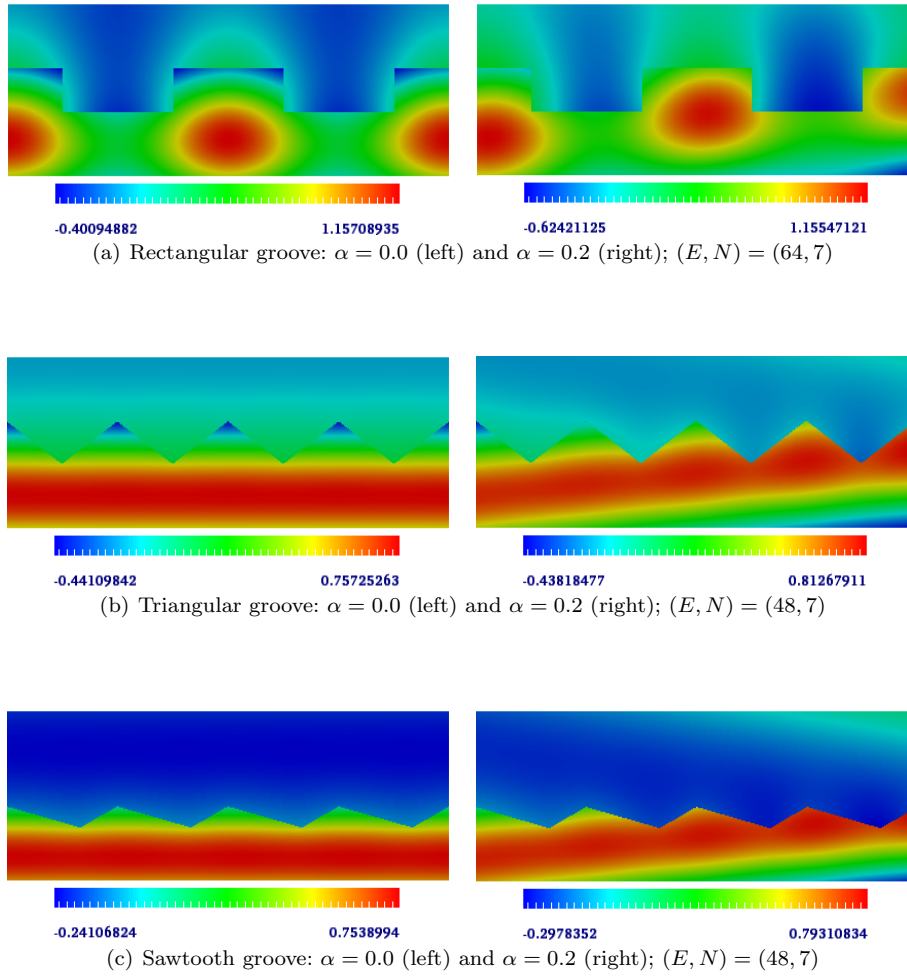 -0.40094882 1.15708935 -0.62421125 1.15547121
(a) Rectangular groove: α = 0.0 (left) and α = 0.2 (right); (E, N) = (64, 7)
-0.44109842 0.75725263 -0.43818477 0.81267911
(b) Triangular groove: α = 0.0 (left) and α = 0.2 (right); (E, N) = (48, 7)
-0.24106824 0.7538994 -0.2978352 0.79310834
(c) Sawtooth groove: α = 0.0 (left) and α = 0.2 (right); (E, N) = (48, 7)